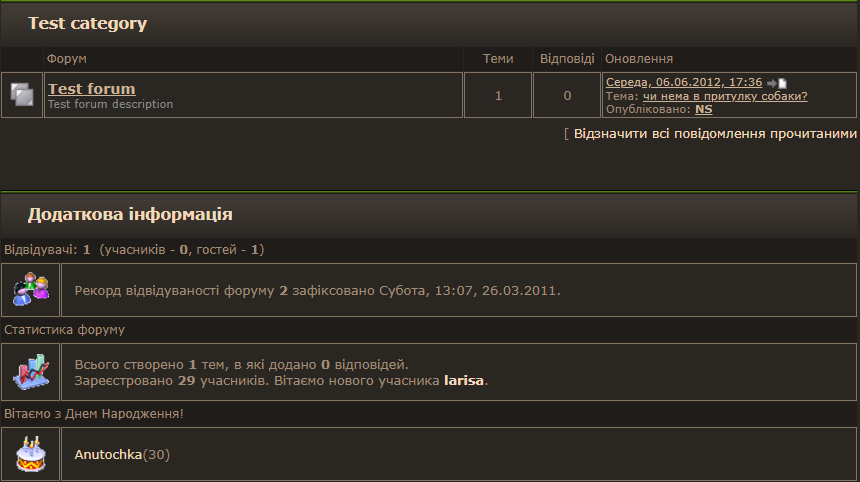 Test category
Форум Теми Відповіді Оновлення
Test forum 1 0 Середа, 06.06.2012, 17:36
Test forum description Тема: чи нема в притулку собаки?
Опубліковано: NS
[ Відзначити всі повідомлення прочитаними
Додаткова інформація
Відвідувачі: 1 (учасників - 0, гостей - 1)
Рекорд відвідуваності форуму 2 зафіксовано Субота, 13:07, 26.03.2011.
Статистика форуму
Всього створено 1 тем, в які додано 0 відповідей.
Зареєстровано 29 учасників. Вітаємо нового учасника larisa.
Вітаємо з Днем Народження!
Anutochka(30)